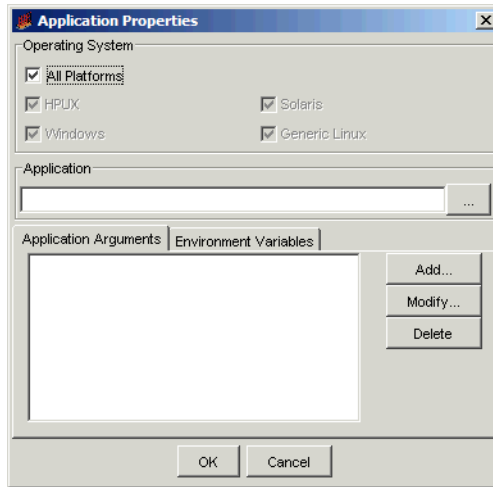 Application Properties
Operating System
All Platforms
HPUX
Solaris
Windows
Generic Linux
Application
...
Application Arguments
Environment Variables
Add...
Modify...
Delete
OK
Cancel